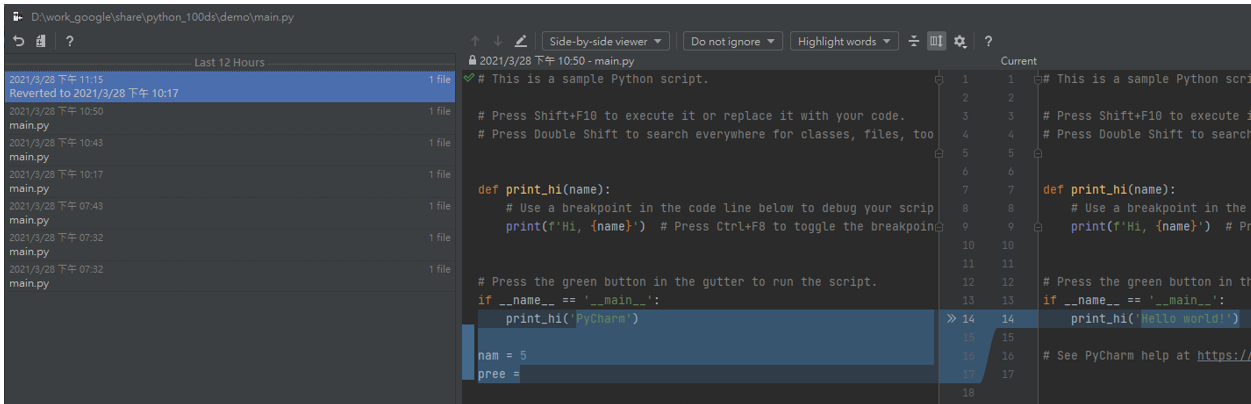 D:\work_google\share\python_100ds\demo\main.py
?
Side-by-side viewer
Do not ignore
Highlight words
?
Last 12 Hours
2021/3/28 下午 11:15 1 file
Reverted to 2021/3/28 下午 10:17
2021/3/28 下午 10:50 1 file
main.py
2021/3/28 下午 10:43 1 file
main.py
2021/3/28 下午 10:17 1 file
main.py
2021/3/28 下午 07:43 1 file
main.py
2021/3/28 下午 07:32 1 file
main.py
2021/3/28 下午 07:32 1 file
main.py
2021/3/28 下午 10:50 - main.py Current
# This is a sample Python script. 1 1 # This is a sample Python scri
2 2
# Press Shift+F10 to execute it or replace it with your code. 3 3 # Press Shift+F10 to execute i
# Press Double Shift to search everywhere for classes, files, too 4 4 # Press Double Shift to search
5 5
6 6
def print_hi(name): 7 7 def print_hi(name):
# Use a breakpoint in the code line below to debug your scrip 8 8 # Use a breakpoint in the
print(f'Hi, {name}')  # Press Ctrl+F8 to toggle the breakpoin 9 9 print(f'Hi, {name}')  # Pr
10 10
11 11
# Press the green button in the gutter to run the script. 12 12 # Press the green button in th
if __name__ == '__main__': 13 13 if __name__ == '__main__':
print_hi('PyCharm') 14 14 print_hi('Hello world!')
15 15
nam = 5 16 16 # See PyCharm help at https://
pree = 17 17
18